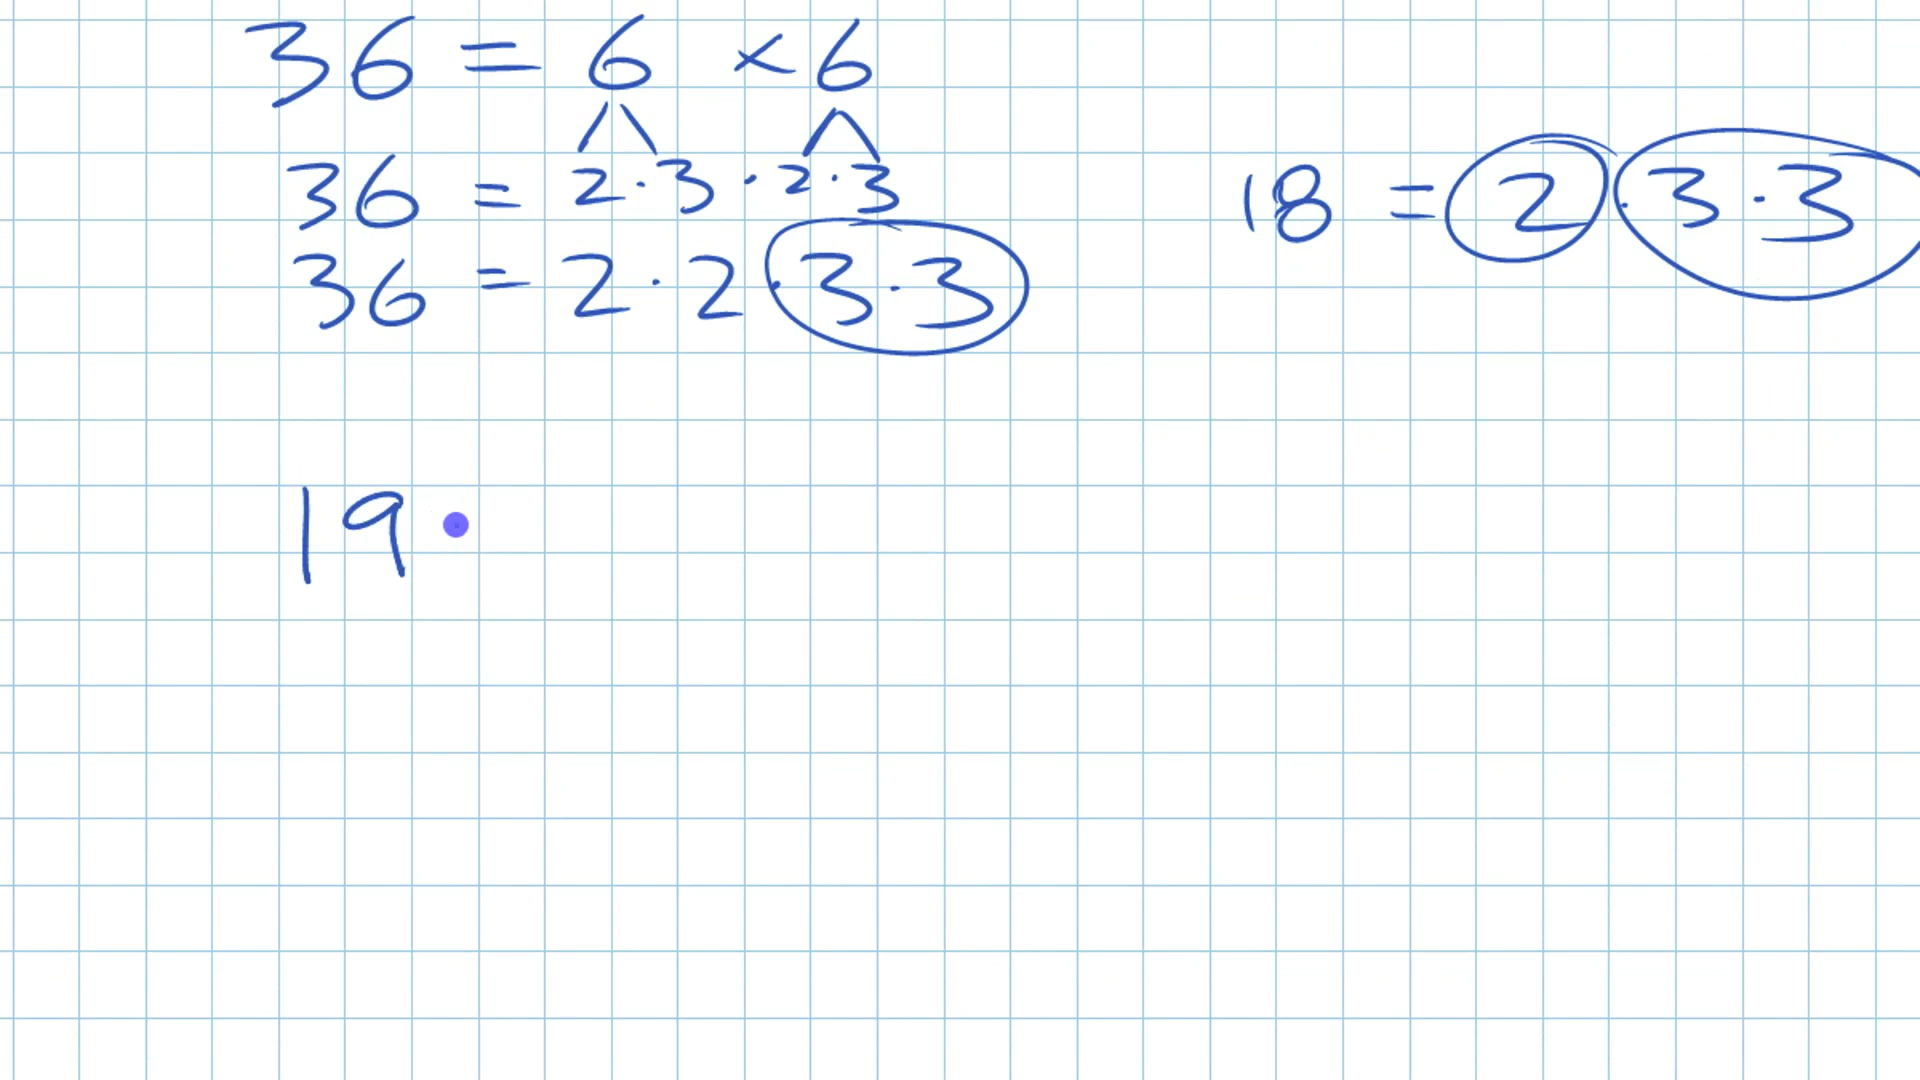 36 = 6 × 6
36 = 2 · 3 · 2 · 3
18 = 2 · 3 · 3
36 = 2 · 2 · 3 · 3
19